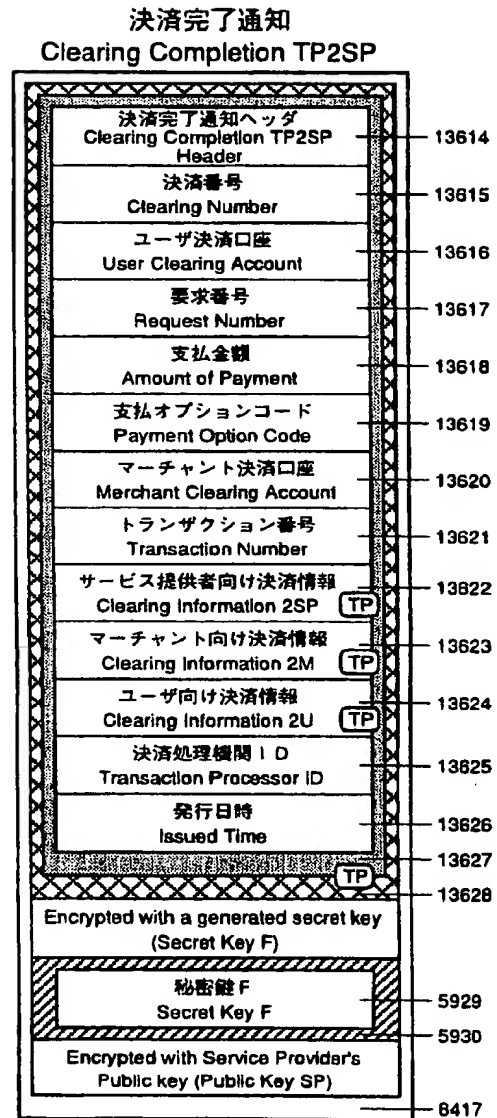 決済完了通知
Clearing Completion TP2SP
決済完了通知ヘッダ
Clearing Completion TP2SP
Header
13614
決済番号
Clearing Number
13615
ユーザ決済口座
User Clearing Account
13616
要求番号
Request Number
13617
支払金額
Amount of Payment
13618
支払オプションコード
Payment Option Code
13619
マーチャント決済口座
Merchant Clearing Account
13620
トランザクション番号
Transaction Number
13621
サービス提供者向け決済情報
Clearing Information 2SP
TP
13622
マーチャント向け決済情報
Clearing Information 2M
TP
13623
ユーザ向け決済情報
Clearing Information 2U
TP
13624
決済処理機関ID
Transaction Processor ID
13625
発行日時
Issued Time
13626
13627
TP
13628
Encrypted with a generated secret key
(Secret Key F)
秘密鍵F
Secret Key F
5929
5930
Encrypted with Service Provider's
Public key (Public Key SP)
8417